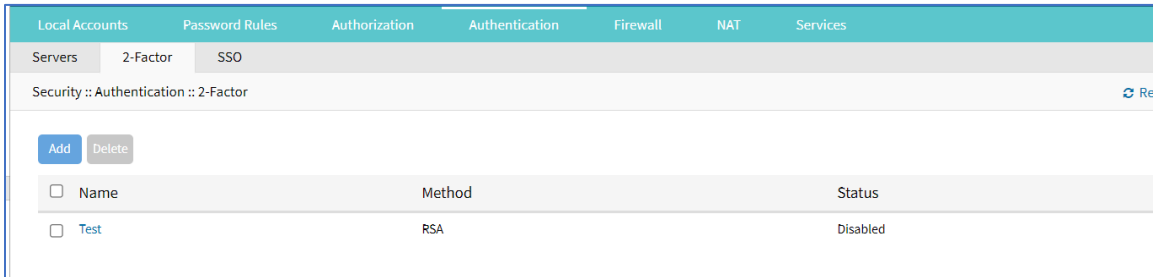 Local Accounts Password Rules Authorization Authentication Firewall NAT Services
Servers 2-Factor SSO
Security :: Authentication :: 2-Factor Re
Add Delete
Name Method Status
Test RSA Disabled